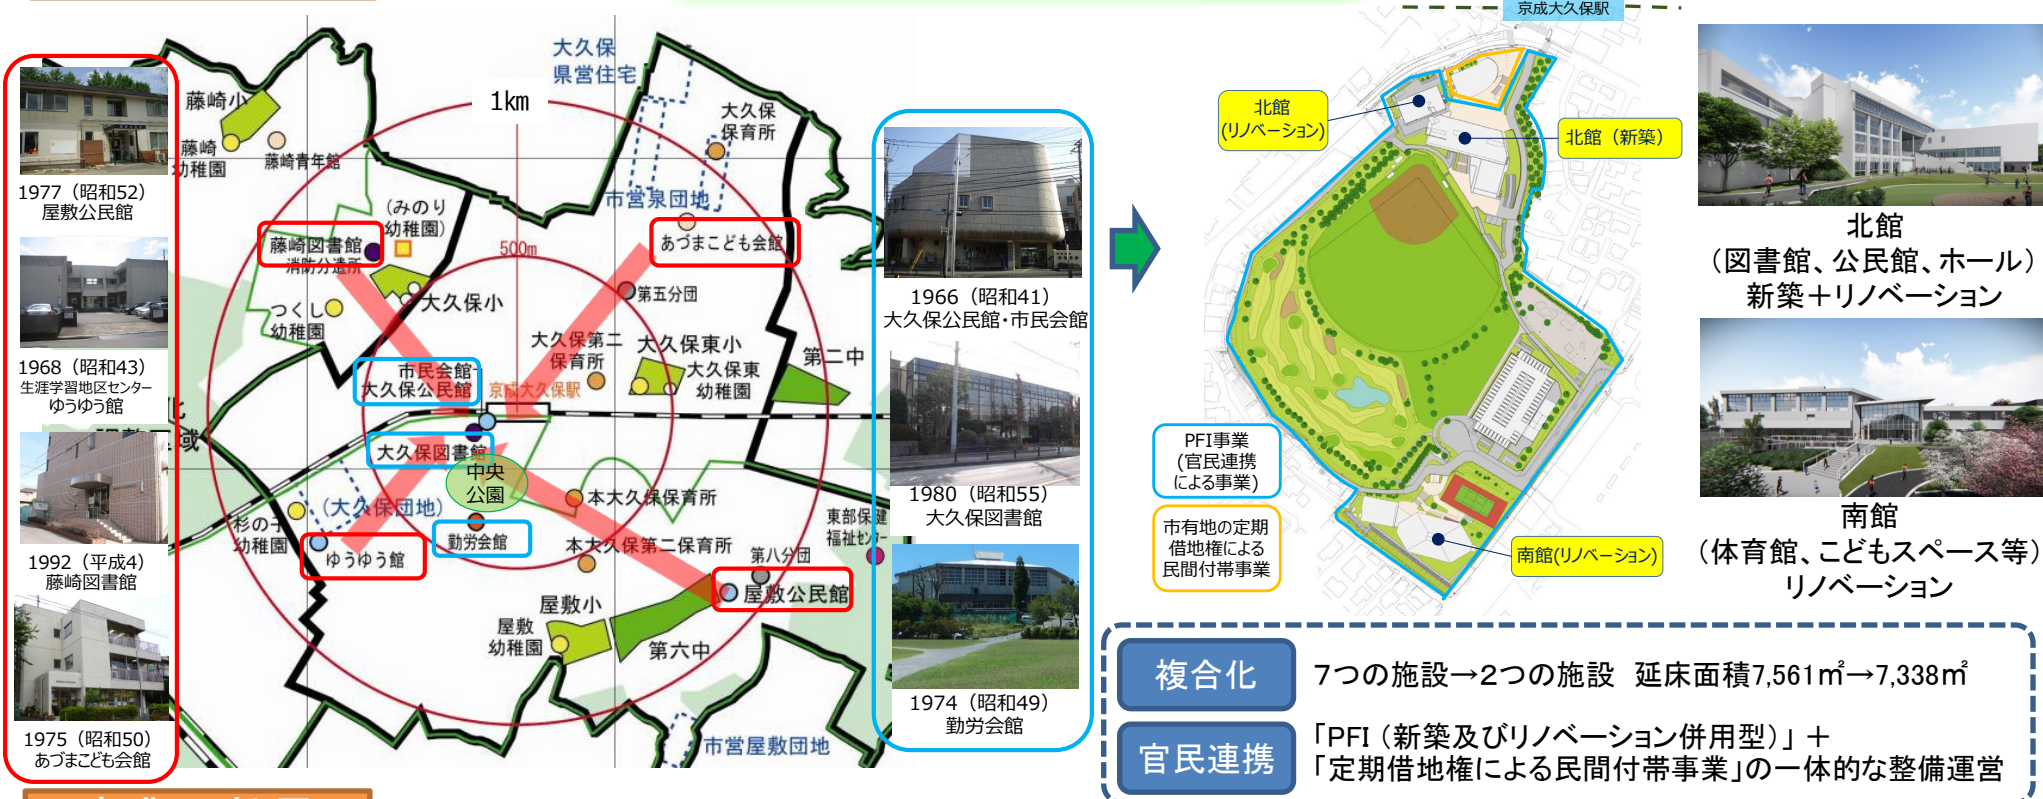 京成大久保駅
1977（昭和52）
屋敷公民館
1968（昭和43）
生涯学習地区センター
ゆうゆう館
1992（平成4）
藤崎図書館
1975（昭和50）
あづまこども会館
大久保
県営住宅
1km
藤崎小
藤崎
幼稚園
藤崎青年館
大久保
保育所
(みのり
幼稚園)
市営泉団地
藤崎図書館
消防分遣所
500m
あづまこども会館
大久保小
第五分団
つくし
幼稚園
大久保第二
保育所
大久保東小
大久保東
幼稚園
第二中
市民会館
大久保公民館
京成大久保駅
大久保図書館
中央
公園
本大久保保育所
(大久保団地)
杉の子
幼稚園
勤労会館
ゆうゆう館
本大久保第二保育所
第八分団
東部保健
福祉センター
屋敷公民館
屋敷小
屋敷
幼稚園
第六中
市営屋敷団地
域
1966（昭和41）
大久保公民館・市民会館
1980（昭和55）
大久保図書館
1974（昭和49）
勤労会館
北館
(リノベーション)
北館（新築）
南館(リノベーション)
PFI事業
(官民連携
による事業)
市有地の定期
借地権による
民間付帯事業
北館
（図書館、公民館、ホール）
新築＋リノベーション
南館
（体育館、こどもスペース等）
リノベーション
複合化
７つの施設→２つの施設　延床面積7,561㎡→7,338㎡
官民連携
「PFI（新築及びリノベーション併用型）」＋
「定期借地権による民間付帯事業」の一体的な整備運営